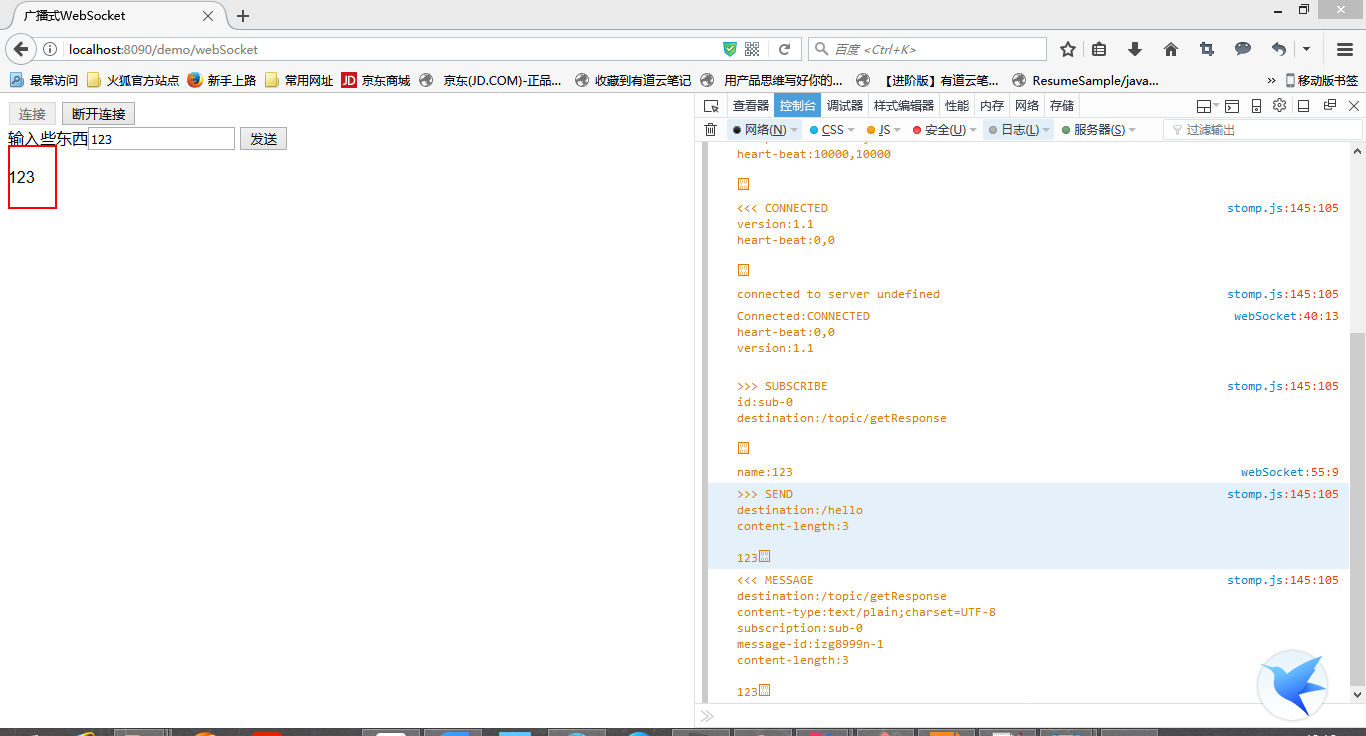 广播式WebSocket
localhost:8090/demo/webSocket
百度 <Ctrl+K>
最常访问 火狐官方站点 新手上路 常用网址 JD 京东商城 京东(JD.COM)-正品... 收藏到有道云笔记 用产品思维写好你的... 【进阶版】有道云笔... ResumeSample/java... » 移动版书签
连接 断开连接
输入些东西 123 发送
123
查看器 控制台 调试器 样式编辑器 性能 内存 网络 存储
网络(N) CSS JS 安全(U) 日志(L) 服务器(S) 过滤输出
heart-beat:10000,10000
<<< CONNECTED stomp.js:145:105
version:1.1
heart-beat:0,0
connected to server undefined stomp.js:145:105
Connected:CONNECTED webSocket:40:13
heart-beat:0,0
version:1.1
>>> SUBSCRIBE stomp.js:145:105
id:sub-0
destination:/topic/getResponse
name:123 webSocket:55:9
>>> SEND stomp.js:145:105
destination:/hello
content-length:3
123
<<< MESSAGE stomp.js:145:105
destination:/topic/getResponse
content-type:text/plain;charset=UTF-8
subscription:sub-0
message-id:izg8999n-1
content-length:3
123